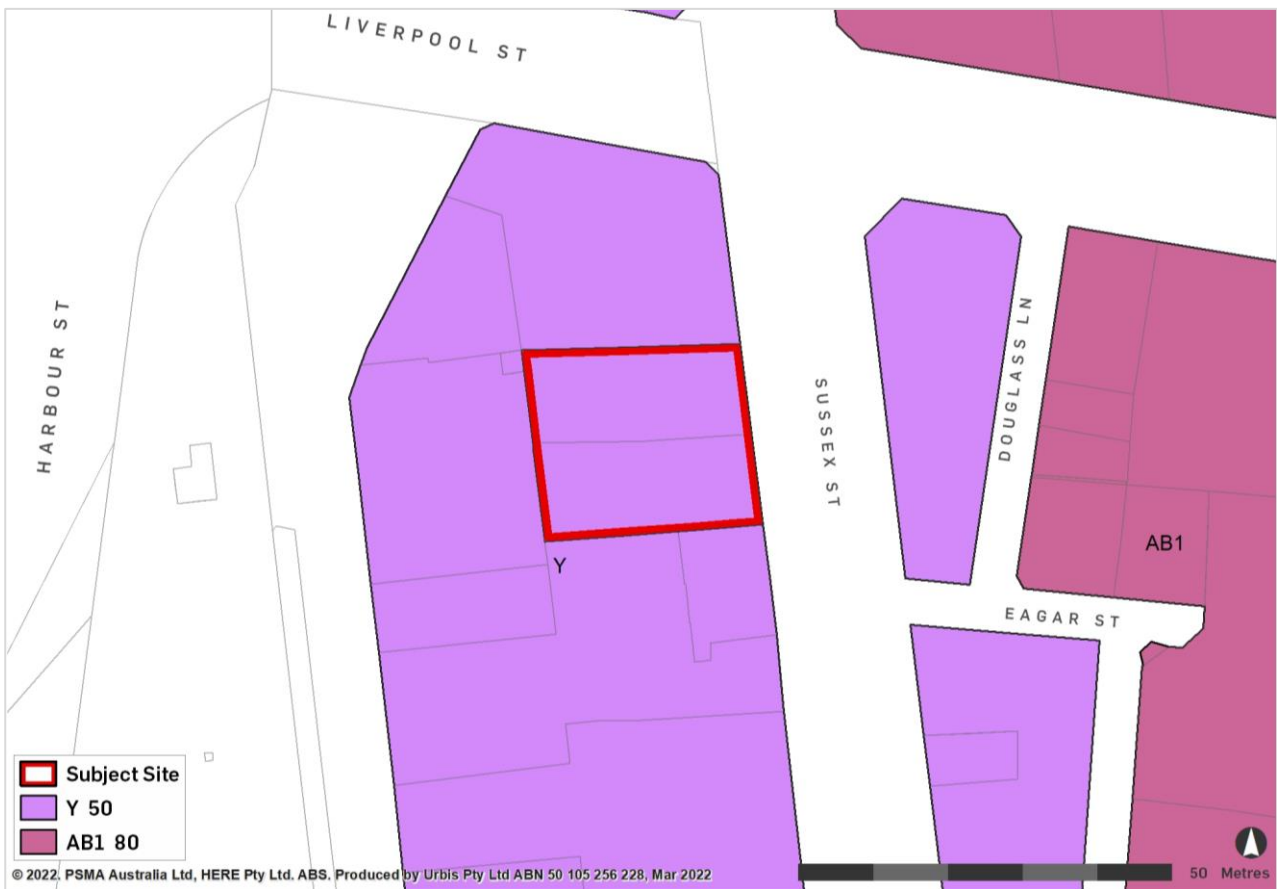 LIVERPOOL ST
HARBOUR ST
SUSSEX ST
DOUGLASS LN
AB1
Y
EAGAR ST
Subject Site
Y 50
AB1 80
© 2022. PSMA Australia Ltd, HERE Pty Ltd. ABS. Produced by Urbis Pty Ltd ABN 50 105 256 228, Mar 2022
50 Metres